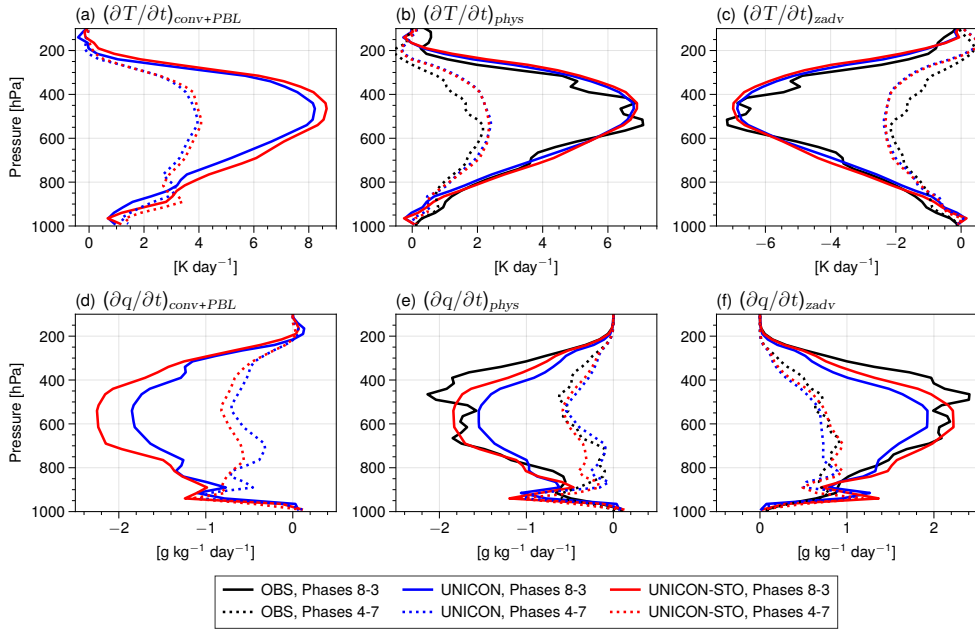 (a) (∂T/∂t)conv+PBL (b) (∂T/∂t)phys (c) (∂T/∂t)zadv
Pressure [hPa]
200
400
600
800
1000
0 2 4 6 8
0 2 4 6
−6 −4 −2 0
[K day⁻¹] [K day⁻¹] [K day⁻¹]
(d) (∂q/∂t)conv+PBL (e) (∂q/∂t)phys (f) (∂q/∂t)zadv
Pressure [hPa]
200
400
600
800
1000
−2 −1 0
−2 −1 0
0 1 2
[g kg⁻¹ day⁻¹] [g kg⁻¹ day⁻¹] [g kg⁻¹ day⁻¹]
OBS, Phases 8-3 UNICON, Phases 8-3 UNICON-STO, Phases 8-3
OBS, Phases 4-7 UNICON, Phases 4-7 UNICON-STO, Phases 4-7